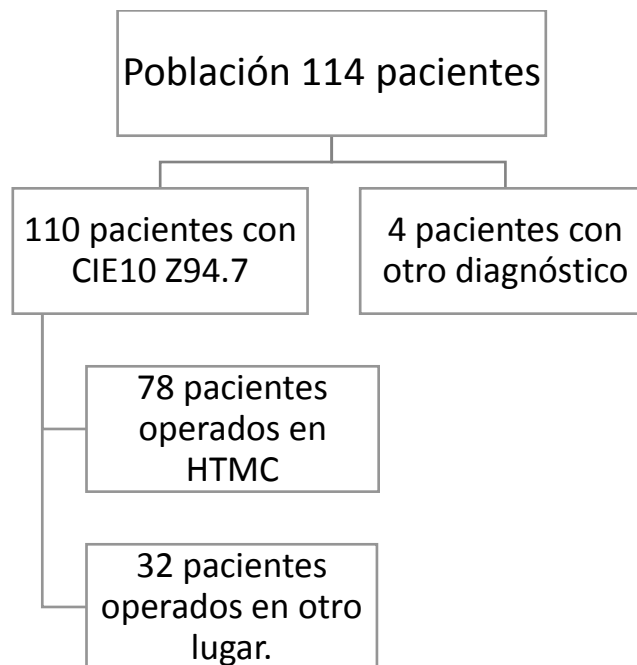 Población 114 pacientes
110 pacientes con
CIE10 Z94.7
4 pacientes con
otro diagnóstico
78 pacientes
operados en
HTMC
32 pacientes
operados en otro
lugar.